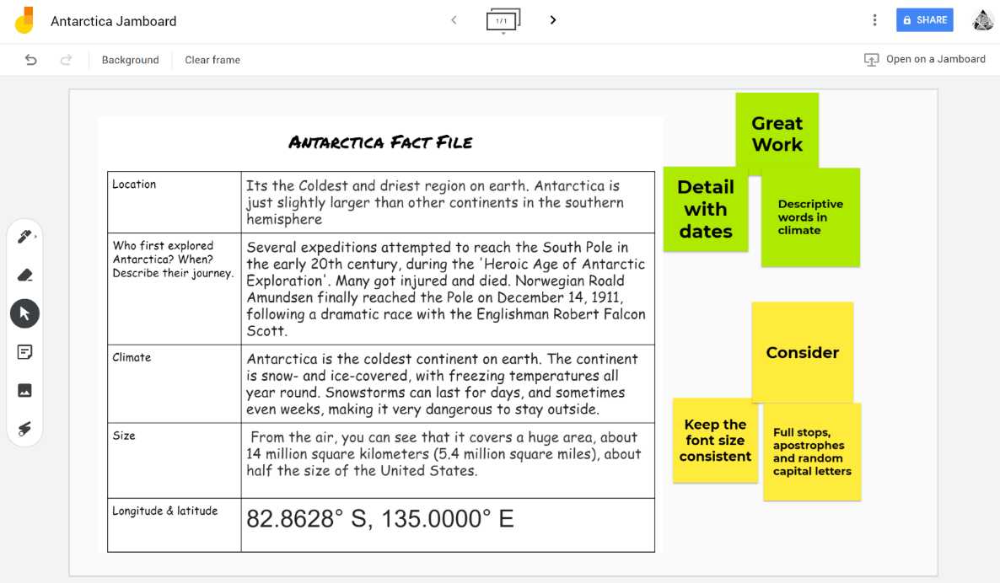 Antarctica Jamboard
1/1
SHARE
Background
Clear frame
Open on a Jamboard
Antarctica Fact File
Location
Its the Coldest and driest region on earth. Antarctica is
just slightly larger than other continents in the southern
hemisphere
Who first explored
Antarctica? When?
Describe their journey.
Several expeditions attempted to reach the South Pole in
the early 20th century, during the 'Heroic Age of Antarctic
Exploration'. Many got injured and died. Norwegian Roald
Amundsen finally reached the Pole on December 14, 1911,
following a dramatic race with the Englishman Robert Falcon
Scott.
Climate
Antarctica is the coldest continent on earth. The continent
is snow- and ice-covered, with freezing temperatures all
year round. Snowstorms can last for days, and sometimes
even weeks, making it very dangerous to stay outside.
Size
From the air, you can see that it covers a huge area, about
14 million square kilometers (5.4 million square miles), about
half the size of the United States.
Longitude & latitude
82.8628° S, 135.0000° E
Great
Work
Detail
with
dates
Descriptive
words in
climate
Consider
Keep the
font size
consistent
Full stops,
apostrophes
and random
capital letters